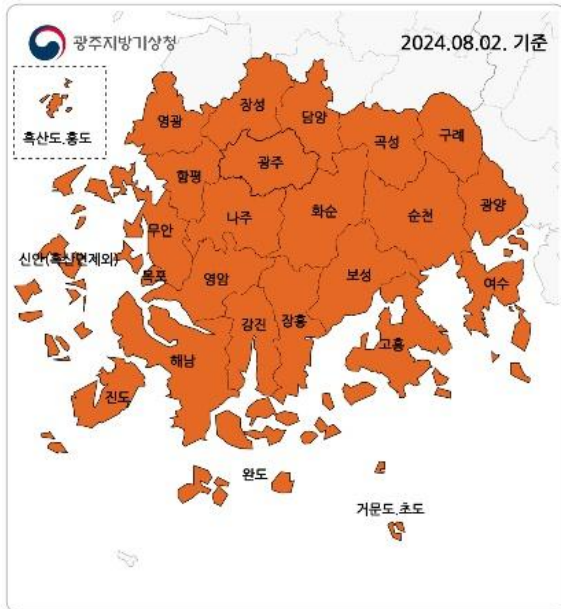 광주지방기상청
2024.08.02. 기준
흑산도.홍도
영광
장성
담양
곡성
구례
함평
광주
광양
무안
나주
화순
순천
신안(흑산면제외)
목포
영암
보성
여수
강진
장흥
고흥
해남
진도
완도
거문도.초도